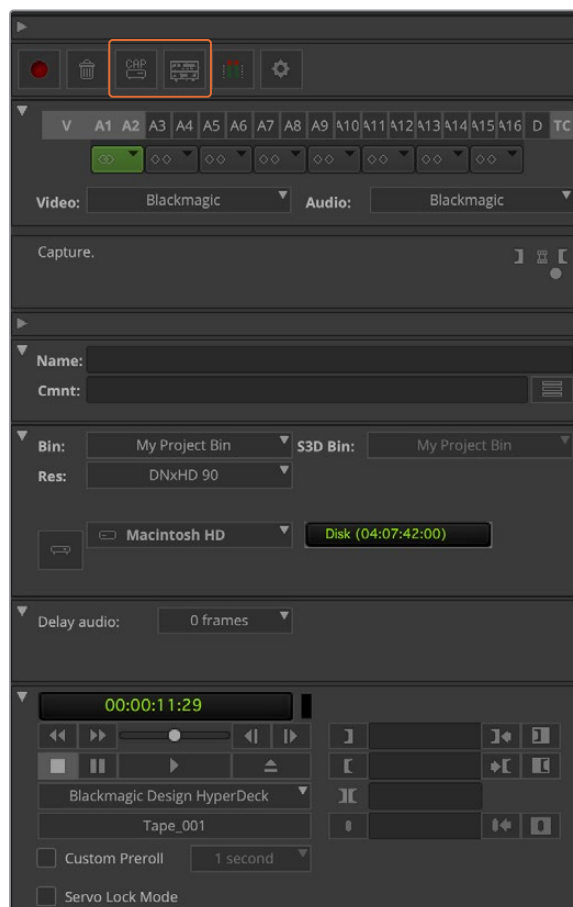 CAP
V A1 A2 A3 A4 A5 A6 A7 A8 A9 A10 A11 A12 A13 A14 A15 A16 D TC
Video: Blackmagic Audio: Blackmagic
Capture.
Name:
Cmnt:
Bin: My Project Bin S3D Bin: My Project Bin
Res: DNxHD 90
Macintosh HD Disk (04:07:42:00)
Delay audio: 0 frames
00:00:11:29
Blackmagic Design HyperDeck
Tape_001
Custom Preroll 1 second
Servo Lock Mode